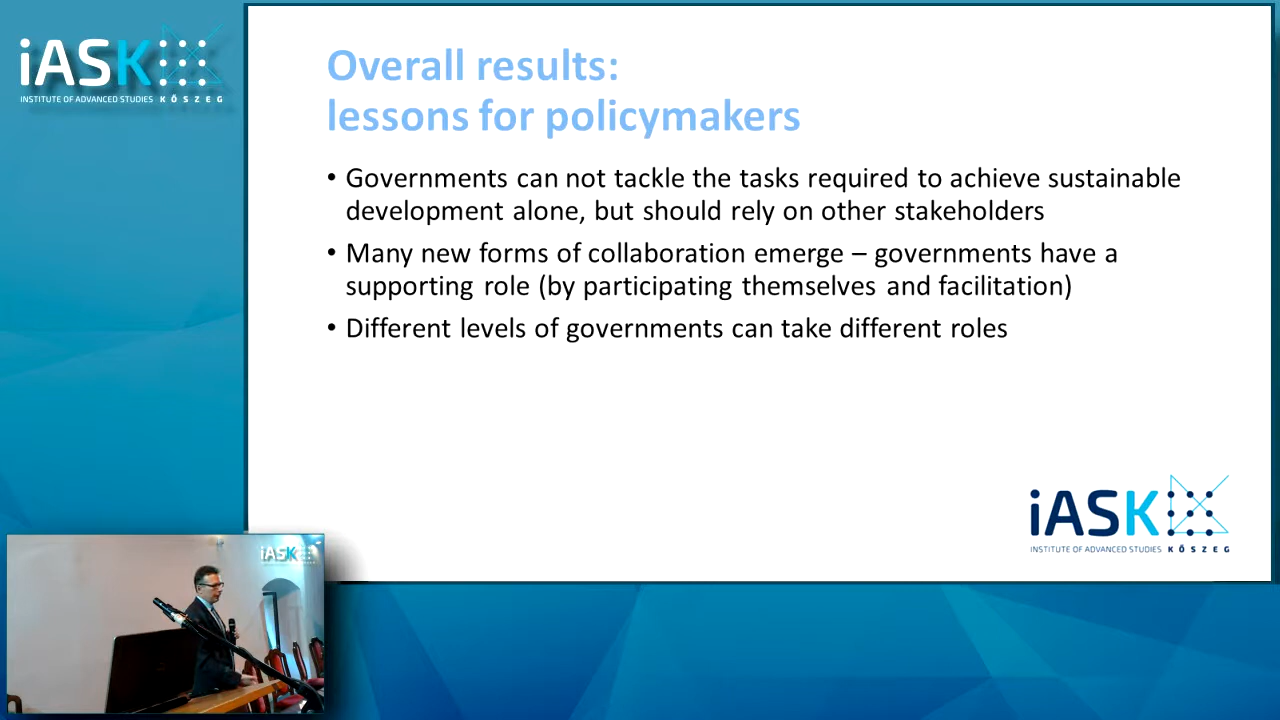 iASK
INSTITUTE OF ADVANCED STUDIES KŐSZEG
Overall results:
lessons for policymakers
• Governments can not tackle the tasks required to achieve sustainable
development alone, but should rely on other stakeholders
• Many new forms of collaboration emerge – governments have a
supporting role (by participating themselves and facilitation)
• Different levels of governments can take different roles
iASK
INSTITUTE OF ADVANCED STUDIES KŐSZEG
iASK